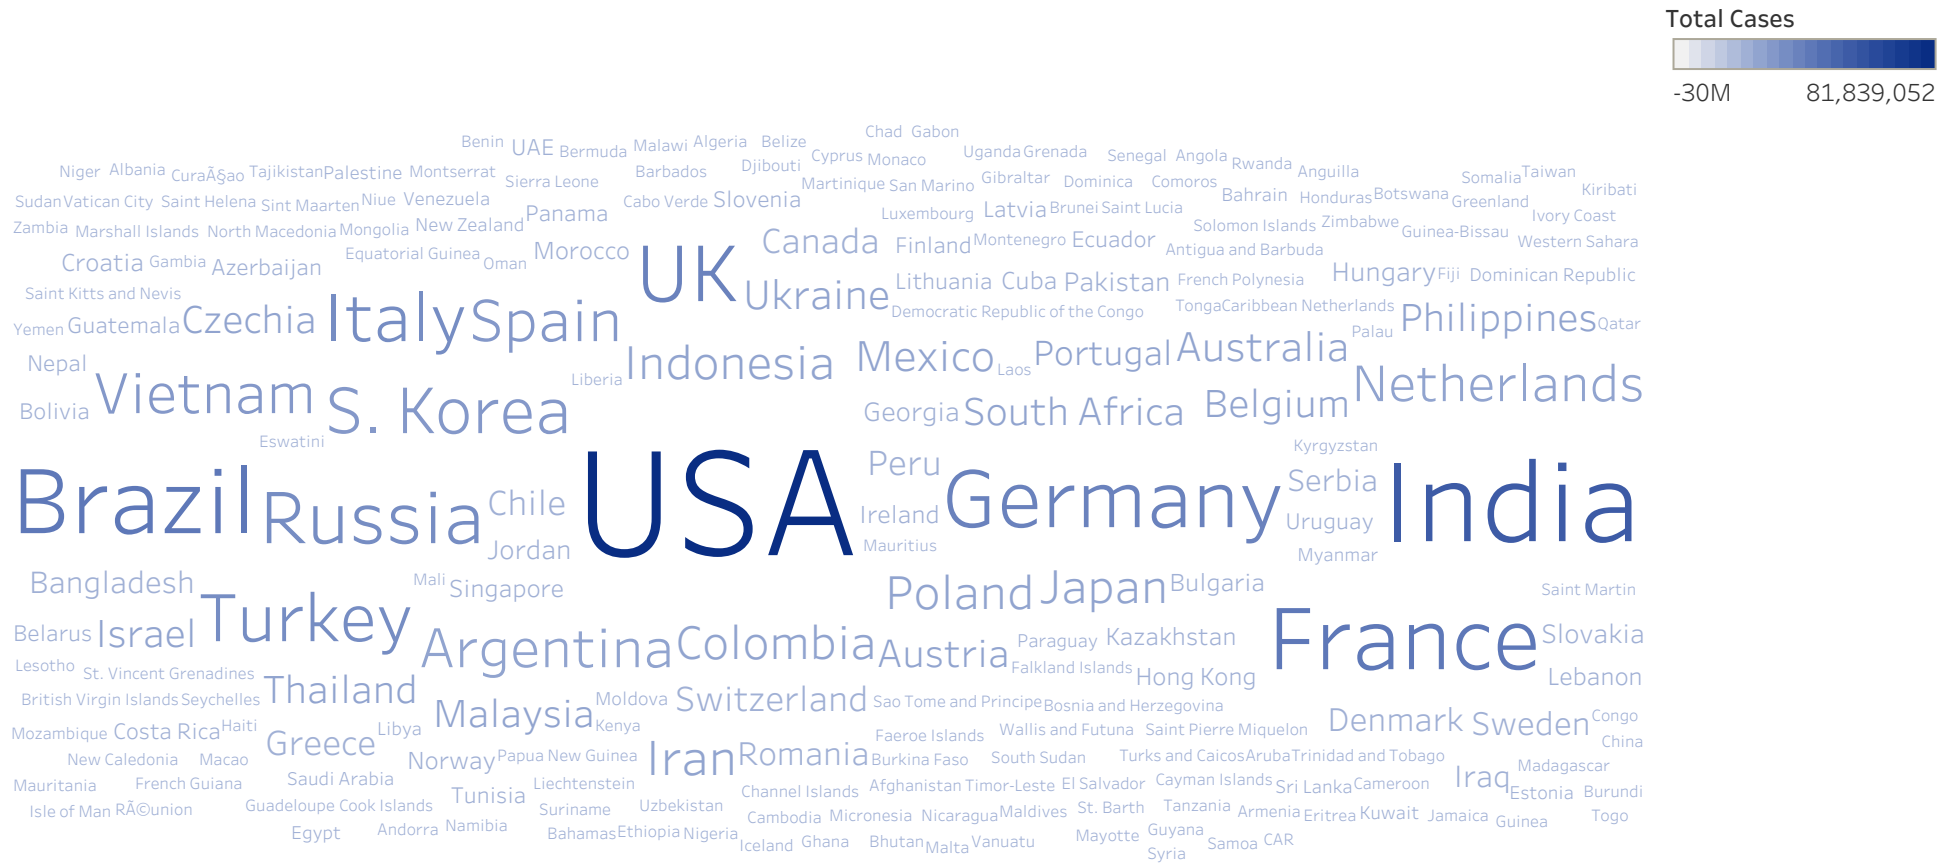 Total Cases
-30M 81,839,052
Chad Gabon
Benin UAE Bermuda Malawi Algeria Belize
Cyprus Monaco Uganda Grenada Senegal Angola Rwanda Anguilla
Niger Albania CuraÃ§ao Tajikistan Palestine Montserrat Sierra Leone Barbados Djibouti
Martinique San Marino Gibraltar Dominica Comoros Bahrain Honduras Botswana Somalia Taiwan Kiribati
Sudan Vatican City Saint Helena Sint Maarten Niue Venezuela Panama Cabo Verde Slovenia
Luxembourg Latvia Brunei Saint Lucia Solomon Islands Zimbabwe Greenland Ivory Coast
Zambia Marshall Islands North Macedonia Mongolia New Zealand
Canada Finland Montenegro Ecuador Antigua and Barbuda Guinea-Bissau Western Sahara
Croatia Gambia Azerbaijan Equatorial Guinea Oman Morocco UK
Lithuania Cuba Pakistan French Polynesia Hungary Fiji Dominican Republic
Saint Kitts and Nevis Ukraine
Democratic Republic of the Congo Tonga Caribbean Netherlands
Yemen Guatemala Czechia Italy Spain Palau Philippines Qatar
Nepal Liberia Indonesia Mexico Laos Portugal Australia
Bolivia Vietnam S. Korea Georgia South Africa Belgium Netherlands
Eswatini Kyrgyzstan
Brazil Russia Chile USA Peru Germany Serbia India
Ireland Uruguay
Jordan Mauritius Myanmar
Bangladesh Mali Singapore Poland Japan Bulgaria Saint Martin
Belarus Israel Turkey Argentina Colombia Austria Paraguay Kazakhstan France Slovakia
Lesotho St. Vincent Grenadines Falkland Islands Hong Kong Lebanon
British Virgin Islands Seychelles Thailand Moldova Switzerland Sao Tome and Principe Bosnia and Herzegovina
Mozambique Costa Rica Haiti Libya Malaysia Kenya Faeroe Islands Wallis and Futuna Saint Pierre Miquelon Denmark Sweden Congo
China
New Caledonia Macao Greece Norway Papua New Guinea Iran Romania Burkina Faso South Sudan Turks and Caicos Aruba Trinidad and Tobago
Mauritania French Guiana Saudi Arabia Liechtenstein Channel Islands Afghanistan Timor-Leste El Salvador Cayman Islands Sri Lanka Cameroon Iraq Madagascar
Estonia Burundi
Isle of Man RÃ©union Guadeloupe Cook Islands Tunisia Suriname Uzbekistan Cambodia Micronesia Nicaragua Maldives St. Barth Tanzania Armenia Eritrea Kuwait Jamaica Guinea Togo
Egypt Andorra Namibia Bahamas Ethiopia Nigeria Iceland Ghana Bhutan Malta Vanuatu Mayotte Guyana Samoa CAR
Syria